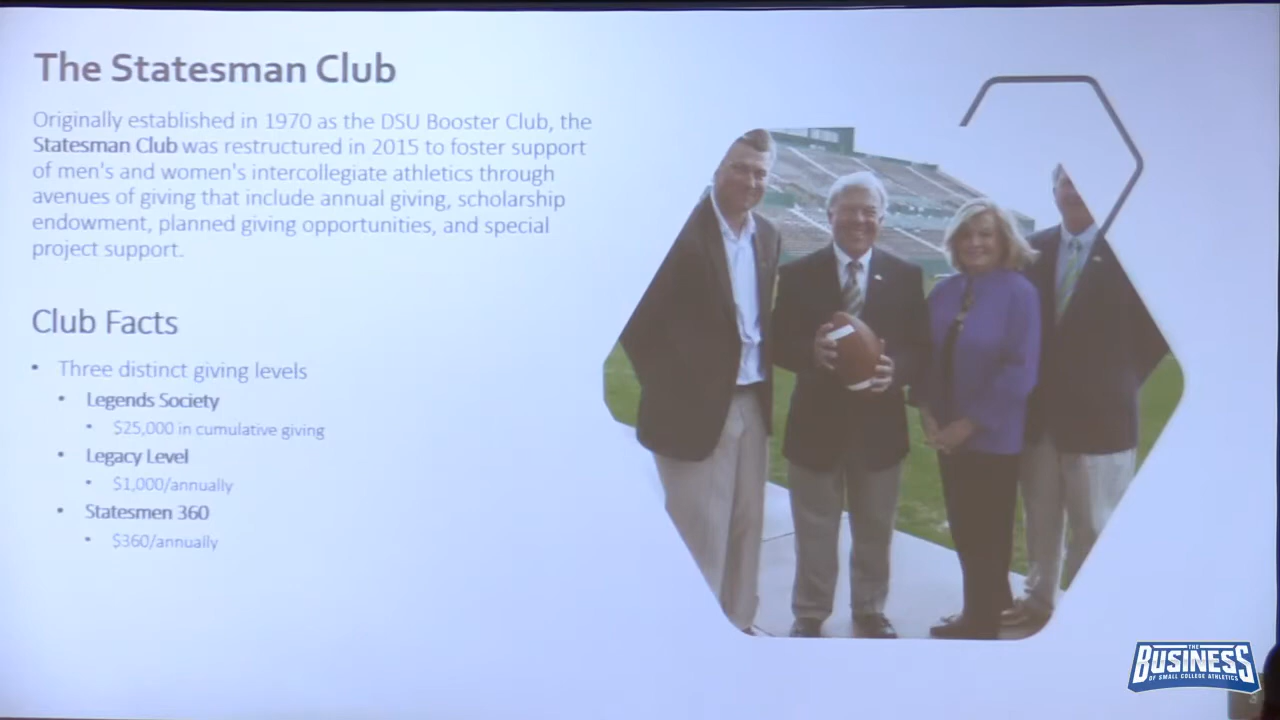 The Statesman Club
Originally established in 1970 as the DSU Booster Club, the
Statesman Club was restructured in 2015 to foster support
of men's and women's intercollegiate athletics through
avenues of giving that include annual giving, scholarship
endowment, planned giving opportunities, and special
project support.
Club Facts
• Three distinct giving levels
• Legends Society
• $25,000 in cumulative giving
• Legacy Level
• $1,000/annually
• Statesmen 360
• $360/annually
THE
BUSINESS
OF SMALL COLLEGE ATHLETICS